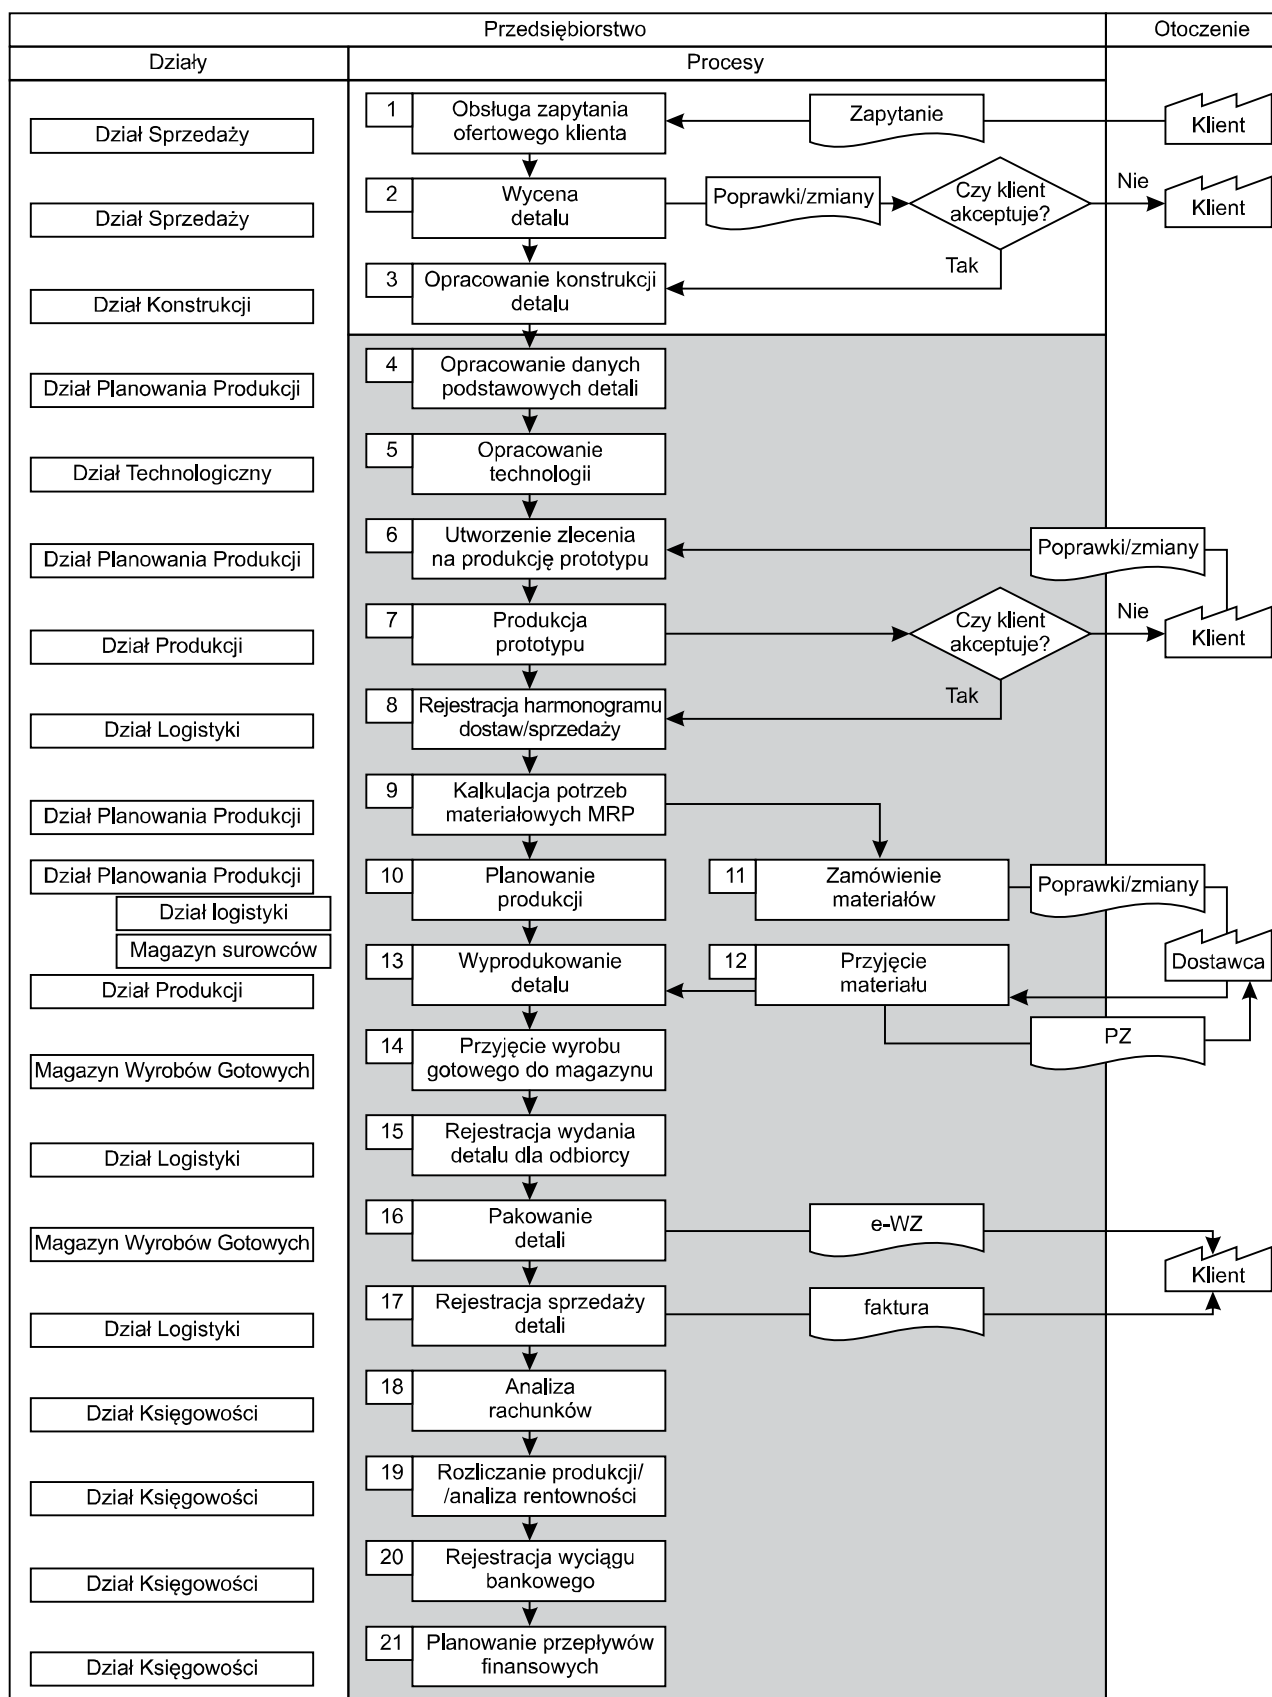 Przedsiębiorstwo
Otoczenie
Działy
Procesy
Dział Sprzedaży
1
Obsługa zapytania
ofertowego klienta
Zapytanie
Klient
Dział Sprzedaży
2
Wycena
detalu
Poprawki/zmiany
Czy klient
akceptuje?
Nie
Klient
Tak
Dział Konstrukcji
3
Opracowanie konstrukcji
detalu
Dział Planowania Produkcji
4
Opracowanie danych
podstawowych detali
Dział Technologiczny
5
Opracowanie
technologii
Dział Planowania Produkcji
6
Utworzenie zlecenia
na produkcję prototypu
Poprawki/zmiany
Dział Produkcji
7
Produkcja
prototypu
Czy klient
akceptuje?
Nie
Klient
Tak
Dział Logistyki
8
Rejestracja harmonogramu
dostaw/sprzedaży
Dział Planowania Produkcji
9
Kalkulacja potrzeb
materiałowych MRP
Dział Planowania Produkcji
10
Planowanie
produkcji
11
Zamówienie
materiałów
Poprawki/zmiany
Dział logistyki
Magazyn surowców
Dział Produkcji
13
Wyprodukowanie
detalu
12
Przyjęcie
materiału
Dostawca
PZ
Magazyn Wyrobów Gotowych
14
Przyjęcie wyrobu
gotowego do magazynu
Dział Logistyki
15
Rejestracja wydania
detalu dla odbiorcy
Magazyn Wyrobów Gotowych
16
Pakowanie
detali
e-WZ
Klient
Dział Logistyki
17
Rejestracja sprzedaży
detali
faktura
Dział Księgowości
18
Analiza
rachunków
Dział Księgowości
19
Rozliczanie produkcji/
/analiza rentowności
Dział Księgowości
20
Rejestracja wyciągu
bankowego
Dział Księgowości
21
Planowanie przepływów
finansowych